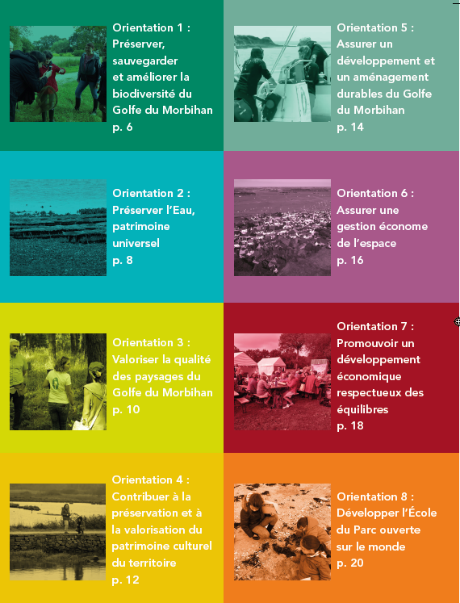 Orientation 1 :
Préserver,
sauvegarder
et améliorer la
biodiversité du
Golfe du Morbihan
p. 6
Orientation 2 :
Préserver l'Eau,
patrimoine
universel
p. 8
Orientation 3 :
Valoriser la qualité
des paysages du
Golfe du Morbihan
p. 10
Orientation 4 :
Contribuer à la
préservation et à
la valorisation du
patrimoine culturel
du territoire
p. 12
Orientation 5 :
Assurer un
développement et
un aménagement
durables du Golfe
du Morbihan
p. 14
Orientation 6 :
Assurer une
gestion économe
de l'espace
p. 16
Orientation 7 :
Promouvoir un
développement
économique
respectueux des
équilibres
p. 18
Orientation 8 :
Développer l'École
du Parc ouverte
sur le monde
p. 20